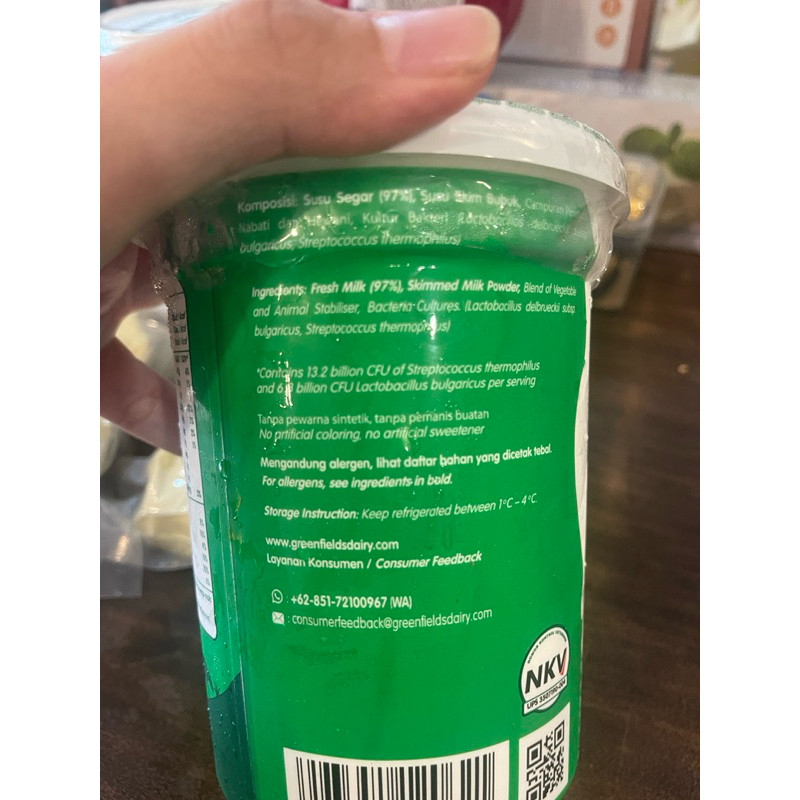 Komposisi: Susu Segar (97%), Susu Skim Bubuk, Campuran
Nabati dan Hewani, Kultur Bakteri (Lactobacillus delbrueckii
bulgaricus, Streptococcus thermophilus)
Ingredients: Fresh Milk (97%), Skimmed Milk Powder, Blend of Vegetable
and Animal Stabiliser, Bacteria Cultures. (Lactobacillus delbrueckii subsp.
bulgaricus, Streptococcus thermophilus)
*Contains 13.2 billion CFU of Streptococcus thermophilus
and billion CFU Lactobacillus bulgaricus per serving
Tanpa pewarna sintetik, tanpa pemanis buatan
No artificial coloring, no artificial sweetener
Mengandung alergen, lihat daftar bahan yang dicetak tebal.
For allergens, see ingredients in bold.
Storage Instruction: Keep refrigerated between 1°C – 4°C.
www.greenfieldsdairy.com
Layanan Konsumen / Consumer Feedback
: +62-851-72100967 (WA)
: consumerfeedback@greenfieldsdairy.com
NKV